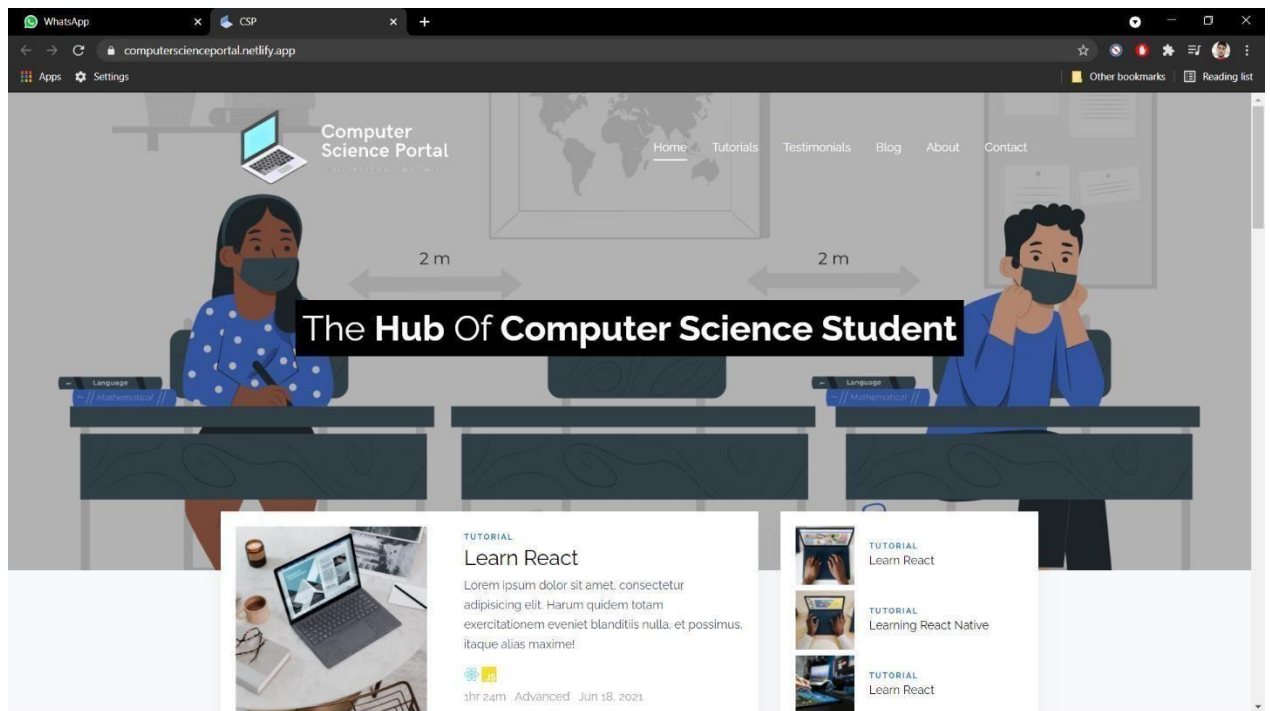 WhatsApp
CSP
computerscienceportal.netlify.app
Apps Settings
Other bookmarks Reading list
Computer
Science Portal
Home Tutorials Testimonials Blog About Contact
2 m
2 m
The Hub Of Computer Science Student
Language
Mathematical
Language
Mathematical
TUTORIAL
Learn React
Lorem ipsum dolor sit amet, consectetur
adipisicing elit. Harum quidem totam
exercitationem eveniet blanditiis nulla, et possimus,
itaque alias maxime!
JS
1hr 24m Advanced Jun 18, 2021
TUTORIAL
Learn React
TUTORIAL
Learning React Native
TUTORIAL
Learn React